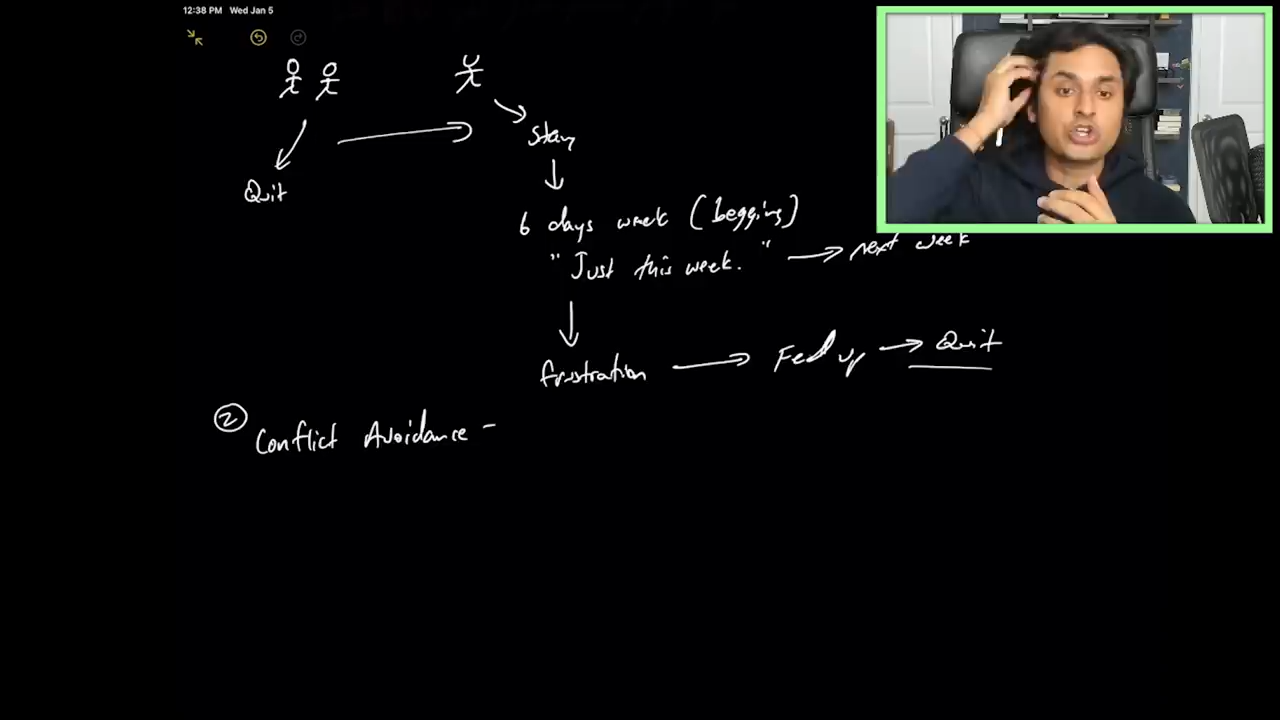 12:38 PM Wed Jan 5
Stay
Quit
6 days week (begging)
"Just this week." → next week
frustration → Fed up → Quit
② Conflict Avoidance -